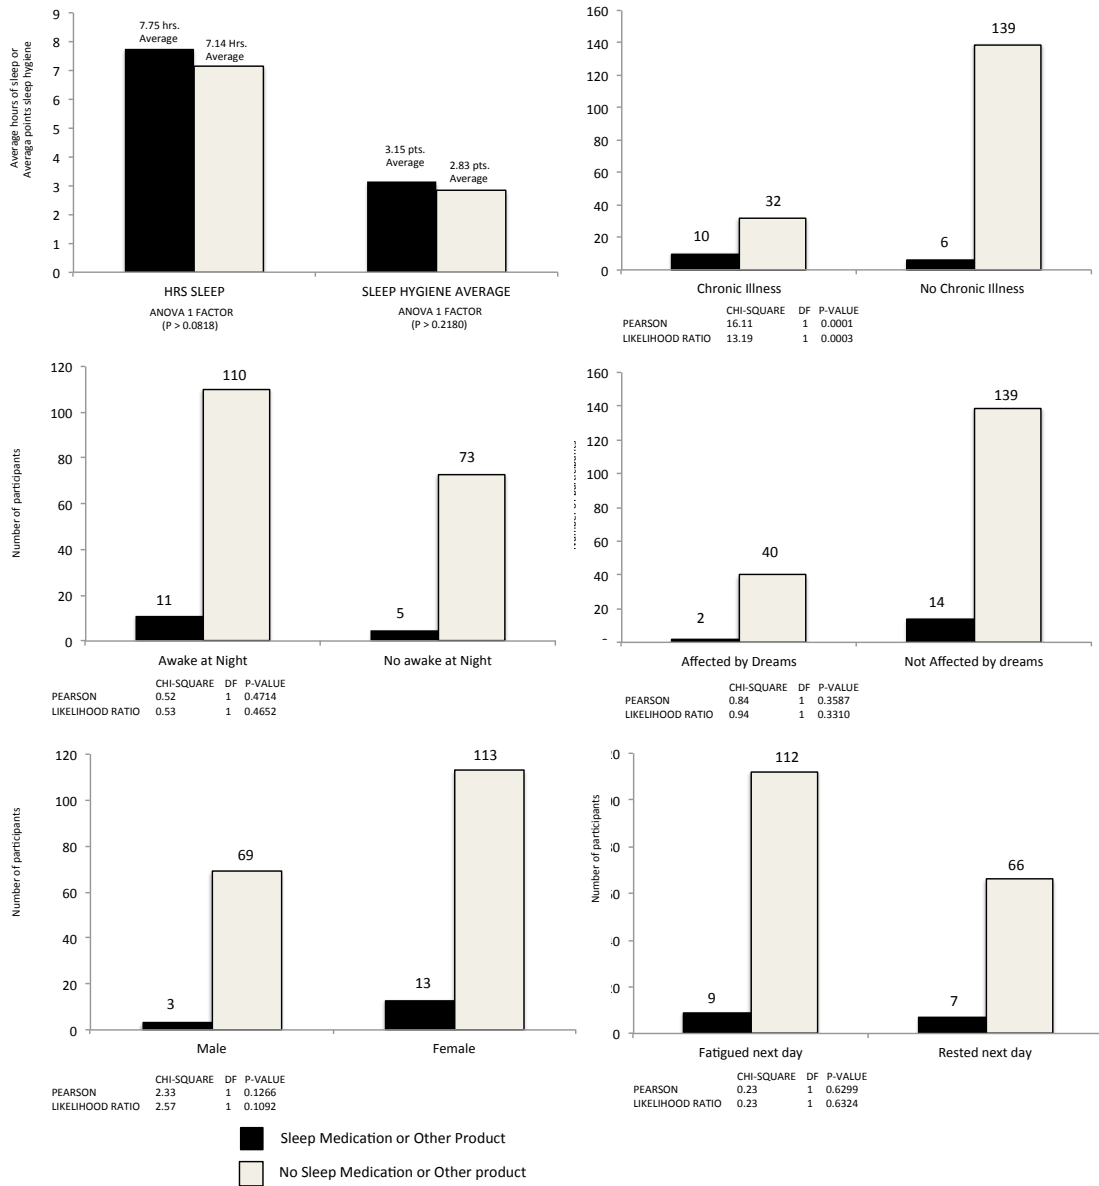 Average hours of sleep or
Averaga points sleep hygiene
9
8
7
6
5
4
3
2
1
0
7.75 hrs.
Average
7.14 Hrs.
Average
3.15 pts.
Average
2.83 pts.
Average
HRS SLEEP
SLEEP HYGIENE AVERAGE
ANOVA 1 FACTOR
(P > 0.0818)
ANOVA 1 FACTOR
(P > 0.2180)
160
140
120
100
80
60
40
20
0
10
32
6
139
Chronic Illness
No Chronic Illness
CHI-SQUARE DF P-VALUE
PEARSON 16.11 1 0.0001
LIKELIHOOD RATIO 13.19 1 0.0003
Number of participants
120
100
80
60
40
20
0
11
110
5
73
Awake at Night
No awake at Night
CHI-SQUARE DF P-VALUE
PEARSON 0.52 1 0.4714
LIKELIHOOD RATIO 0.53 1 0.4652
160
140
120
100
80
60
40
20
2
40
14
139
Affected by Dreams
Not Affected by dreams
CHI-SQUARE DF P-VALUE
PEARSON 0.84 1 0.3587
LIKELIHOOD RATIO 0.94 1 0.3310
Number of participants
120
100
80
60
40
20
0
3
69
13
113
Male
Female
CHI-SQUARE DF P-VALUE
PEARSON 2.33 1 0.1266
LIKELIHOOD RATIO 2.57 1 0.1092
Number of participants
0
9
112
7
66
Fatigued next day
Rested next day
CHI-SQUARE DF P-VALUE
PEARSON 0.23 1 0.6299
LIKELIHOOD RATIO 0.23 1 0.6324
Sleep Medication or Other Product
No Sleep Medication or Other product